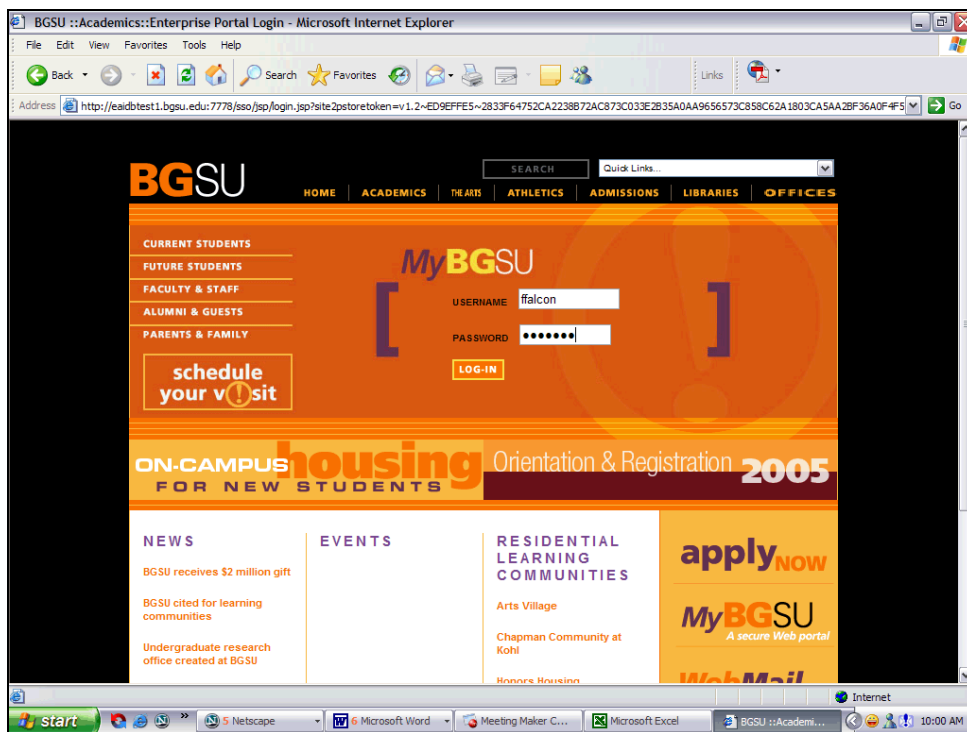 BGSU ::Academics::Enterprise Portal Login - Microsoft Internet Explorer
File Edit View Favorites Tools Help
Back Search Favorites Links
Address http://eaidbtest1.bgsu.edu:7778/sso/jsp/login.jsp?site2pstoretoken=v1.2~ED9EFFE5~2833F64752CA2238B72AC873C033E2B35A0AA9656573C858C62A1803CA5AA2BF36A0F4F5 Go
SEARCH Quick Links...
BGSU
HOME ACADEMICS THE ARTS ATHLETICS ADMISSIONS LIBRARIES OFFICES
CURRENT STUDENTS
FUTURE STUDENTS
FACULTY & STAFF
ALUMNI & GUESTS
PARENTS & FAMILY
schedule
your v!sit
MyBGSU
USERNAME ffalcon
PASSWORD •••••••
LOG-IN
ON-CAMPUS housing
FOR NEW STUDENTS
Orientation & Registration 2005
NEWS
BGSU receives $2 million gift
BGSU cited for learning
communities
Undergraduate research
office created at BGSU
EVENTS
RESIDENTIAL
LEARNING
COMMUNITIES
Arts Village
Chapman Community at
Kohl
Honors Housing
apply NOW
MyBGSU
A secure Web portal
WebMail
Internet
start 5 Netscape 6 Microsoft Word Meeting Maker C... Microsoft Excel BGSU ::Academi... 10:00 AM